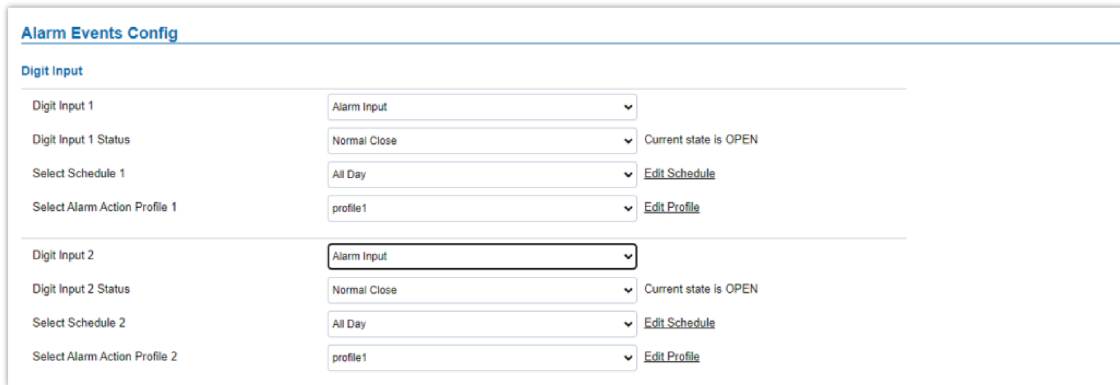 Alarm Events Config
Digit Input
Digit Input 1 Alarm Input
Digit Input 1 Status Normal Close Current state is OPEN
Select Schedule 1 All Day Edit Schedule
Select Alarm Action Profile 1 profile1 Edit Profile
Digit Input 2 Alarm Input
Digit Input 2 Status Normal Close Current state is OPEN
Select Schedule 2 All Day Edit Schedule
Select Alarm Action Profile 2 profile1 Edit Profile